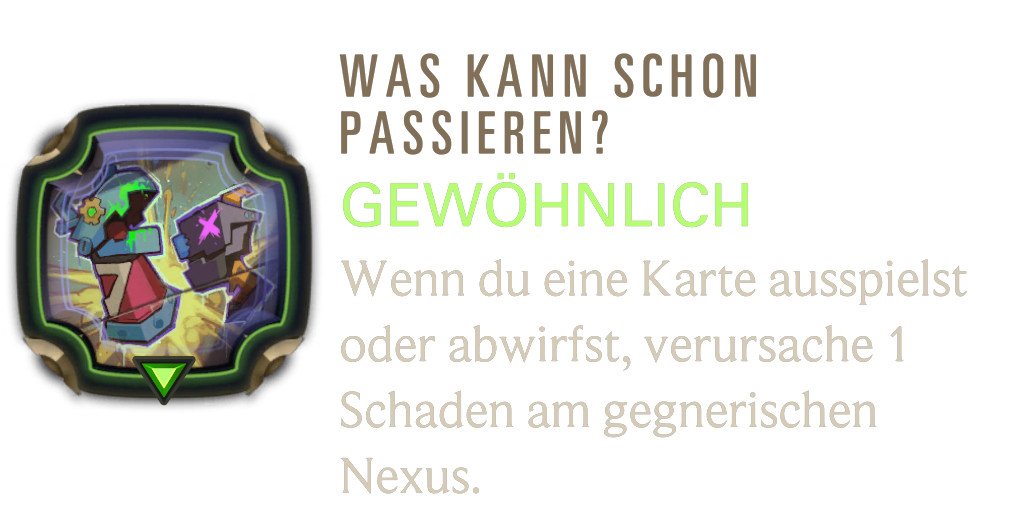 WAS KANN SCHON
PASSIEREN?
GEWÖHNLICH
Wenn du eine Karte ausspielst
oder abwirfst, verursache 1
Schaden am gegnerischen
Nexus.